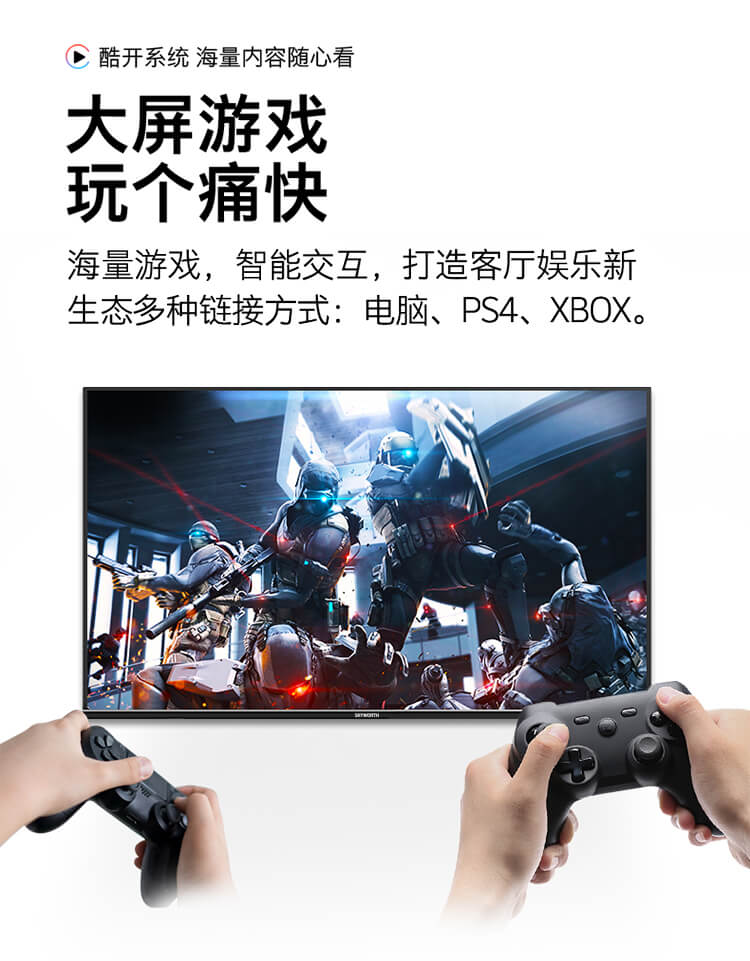 酷开系统 海量内容随心看
大屏游戏
玩个痛快
海量游戏，智能交互，打造客厅娱乐新
生态多种链接方式：电脑、PS4、XBOX。
SKYWORTH